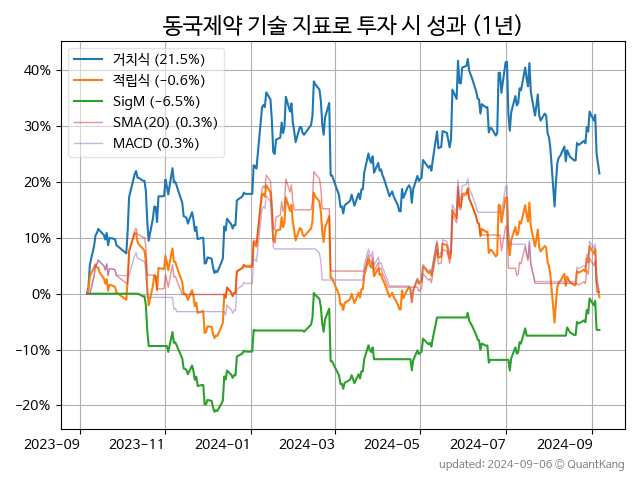 동국제약 기술 지표로 투자 시 성과 (1년)
거치식 (21.5%)
적립식 (−0.6%)
SigM (−6.5%)
SMA(20) (0.3%)
MACD (0.3%)
40%
30%
20%
10%
0%
−10%
−20%
2023-09 2023-11 2024-01 2024-03 2024-05 2024-07 2024-09
updated: 2024-09-06 © QuantKang